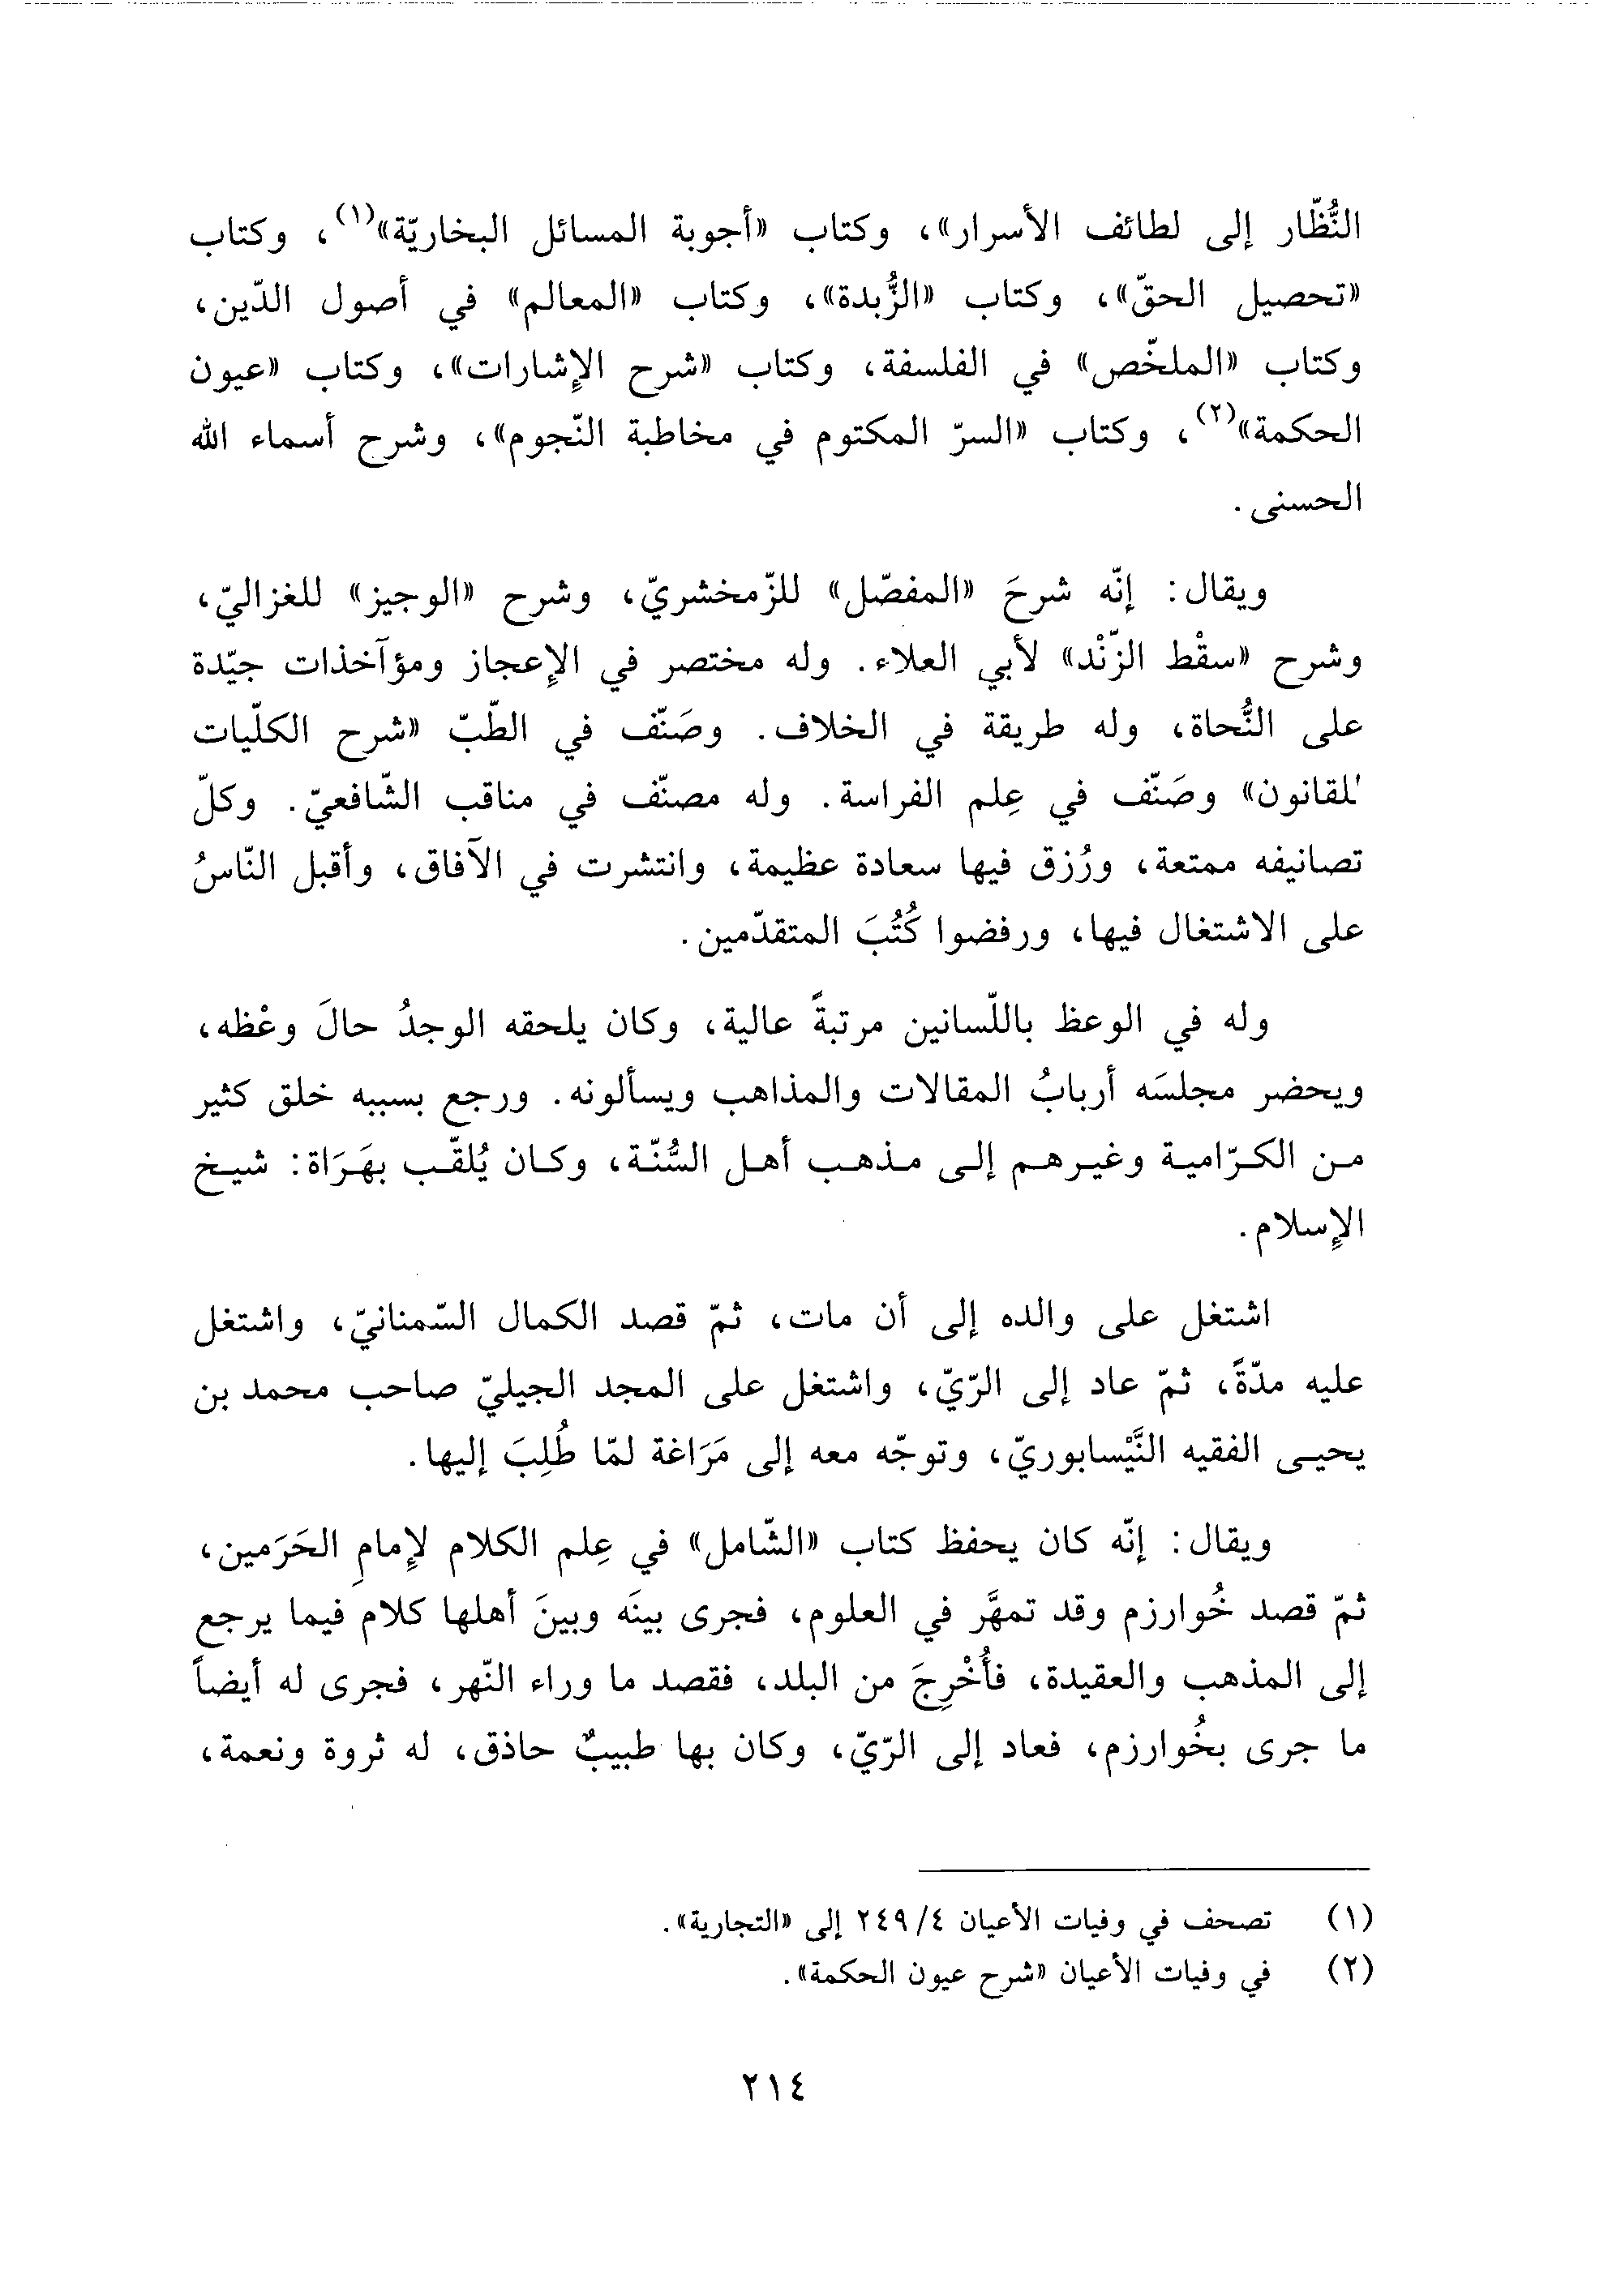 النُّظّار إلى لطائف الأسرار»، وكتاب «أجوبة المسائل البخاريّة»(١)، وكتاب
«تحصيل الحقّ»، وكتاب «الزُّبدة»، وكتاب «المعالم» في أصول الدّين،
وكتاب «الملخّص» في الفلسفة، وكتاب «شرح الإشارات»، وكتاب «عيون
الحكمة»(٢)، وكتاب «السرّ المكتوم في مخاطبة النّجوم»، وشرح أسماء الله
الحسنى.
ويقال: إنّه شرحَ «المفصّل» للزّمخشريّ، وشرح «الوجيز» للغزاليّ،
وشرح «سقْط الزّنْد» لأبي العلاء. وله مختصر في الإعجاز ومؤآخذات جيّدة
على النُّحاة، وله طريقة في الخلاف. وصَنّف في الطّبّ «شرح الكلّيات
للقانون» وصَنّف في عِلم الفراسة. وله مصنّف في مناقب الشّافعيّ. وكلّ
تصانيفه ممتعة، ورُزق فيها سعادة عظيمة، وانتشرت في الآفاق، وأقبل النّاسُ
على الاشتغال فيها، ورفضوا كُتُبَ المتقدّمين.
وله في الوعظ باللّسانين مرتبةً عالية، وكان يلحقه الوجدُ حالَ وعْظه،
ويحضر مجلسَه أربابُ المقالات والمذاهب ويسألونه. ورجع بسببه خلق كثير
من الكرّامية وغيرهم إلى مذهب أهل السُّنّة، وكان يُلقّب بهَرَاة: شيخ
الإسلام.
اشتغل على والده إلى أن مات، ثمّ قصد الكمال السّمنانيّ، واشتغل
عليه مدّةً، ثمّ عاد إلى الرّيّ، واشتغل على المجد الجيليّ صاحب محمد بن
يحيى الفقيه النَّيْسابوريّ، وتوجّه معه إلى مَرَاغة لمّا طُلِبَ إليها.
ويقال: إنّه كان يحفظ كتاب «الشّامل» في عِلم الكلام لإمامِ الحَرَمين،
ثمّ قصد خُوارزم وقد تمهَّر في العلوم، فجرى بينَه وبينَ أهلها كلام فيما يرجع
إلى المذهب والعقيدة، فأُخْرِجَ من البلد، فقصد ما وراء النّهر، فجرى له أيضاً
ما جرى بخُوارزم، فعاد إلى الرّيّ، وكان بها طبيبٌ حاذق، له ثروة ونعمة،
(١) تصحف في وفيات الأعيان ٢٤٩/٤ إلى «التجارية».
(٢) في وفيات الأعيان «شرح عيون الحكمة».
٢١٤